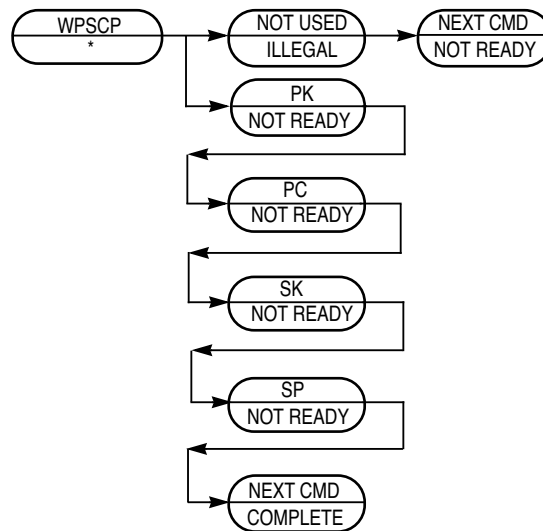 WPSCP
*
NOT USED
ILLEGAL
NEXT CMD
NOT READY
PK
NOT READY
PC
NOT READY
SK
NOT READY
SP
NOT READY
NEXT CMD
COMPLETE